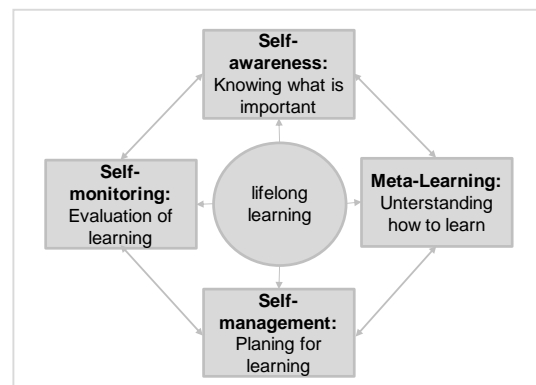 Self-
awareness:
Knowing what is
important
Self-
monitoring:
Evaluation of
learning
lifelong
learning
Meta-Learning:
Unterstanding
how to learn
Self-
management:
Planing for
learning